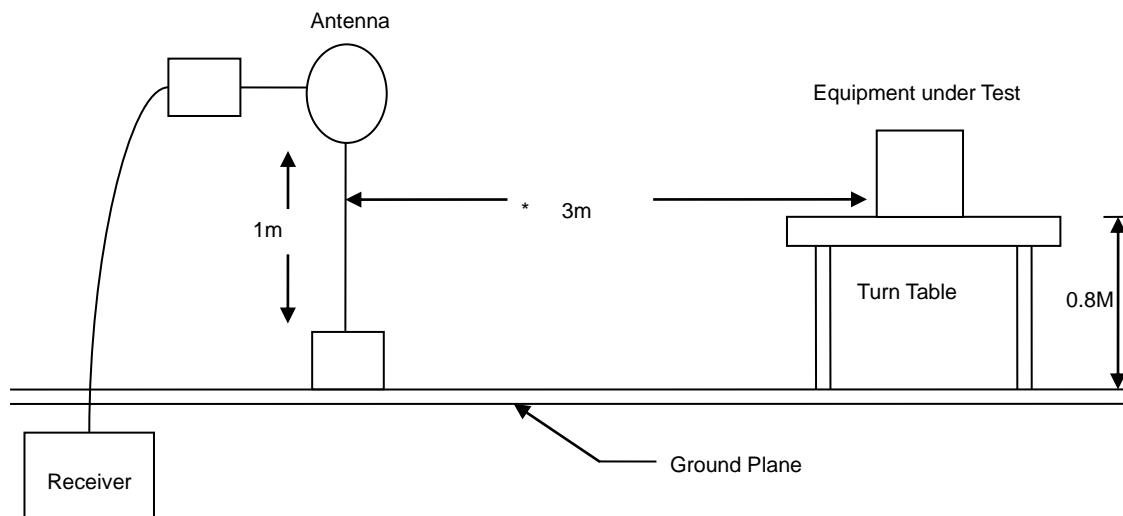 Antenna
Equipment under Test
* 3m
1m
Turn Table
0.8M
Ground Plane
Receiver